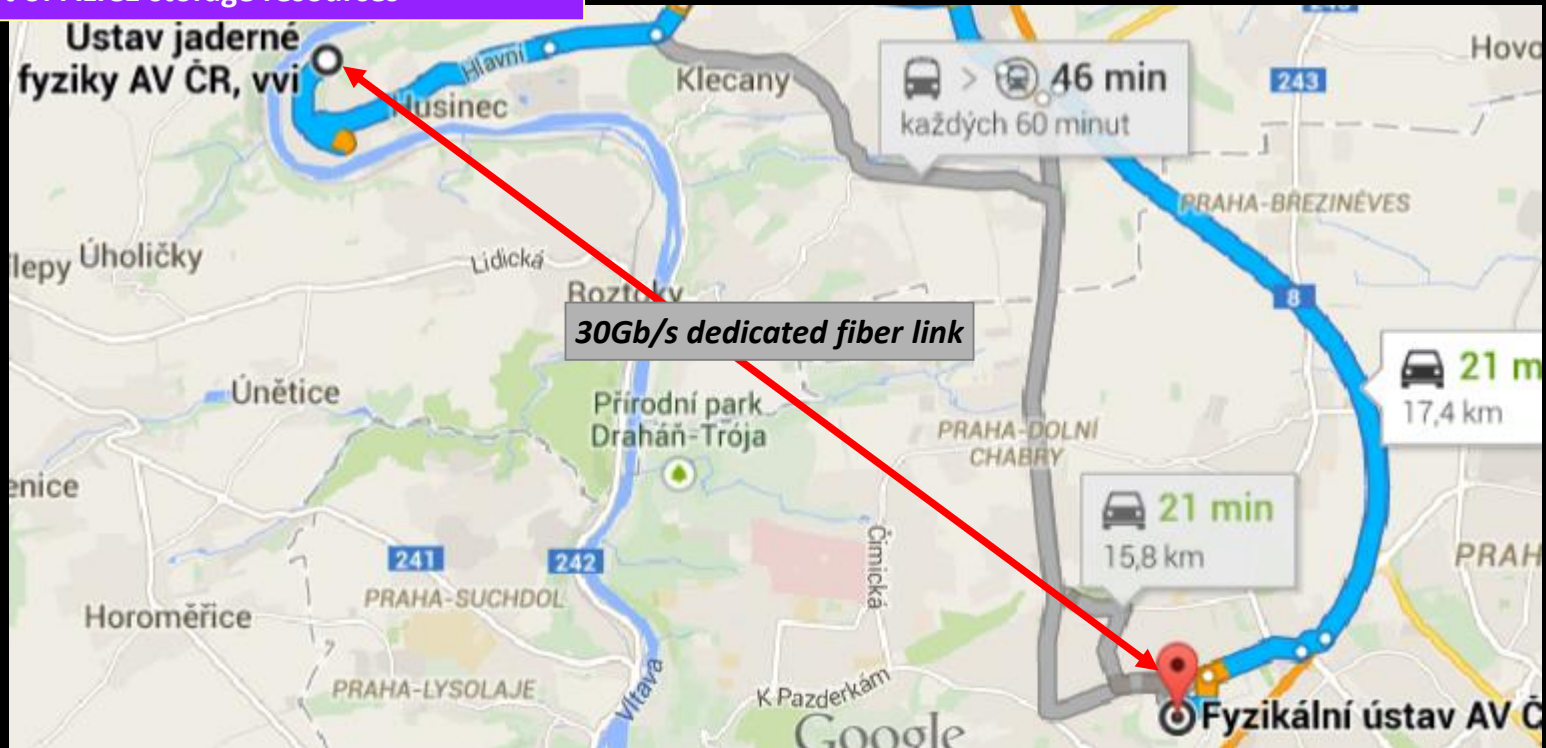 storage resources
Ustav jaderné
fyziky AV ČR, vvi
Hlavní
Husinec
Klecany
46 min
každých 60 minut
243
Hovo
PRAHA-BŘEZINĚVES
Úholičky
Lidická
Roztoky
30Gb/s dedicated fiber link
8
21 m
17,4 km
Únětice
Přírodní park
Draháň-Trója
PRAHA-DOLNÍ
CHABRY
enice
21 min
15,8 km
241
242
Čimická
PRAH
PRAHA-SUCHDOL
Horoměřice
PRAHA-LYSOLAJE
Vltava
K Pazderkám
Google
Fyzikální ústav AV Č